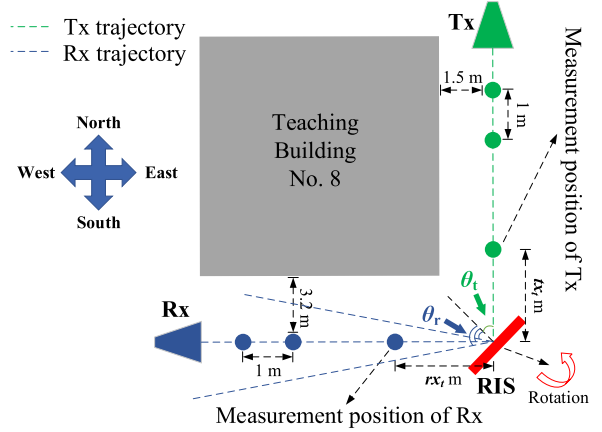 Tx trajectory
Rx trajectory
Tx
1.5 m
1 m
Measurement position of Tx
Teaching
Building
No. 8
North
West
East
South
3.2 m
txₜ m
θt
θr
Rx
1 m
rxₜ m
RIS
Rotation
Measurement position of Rx